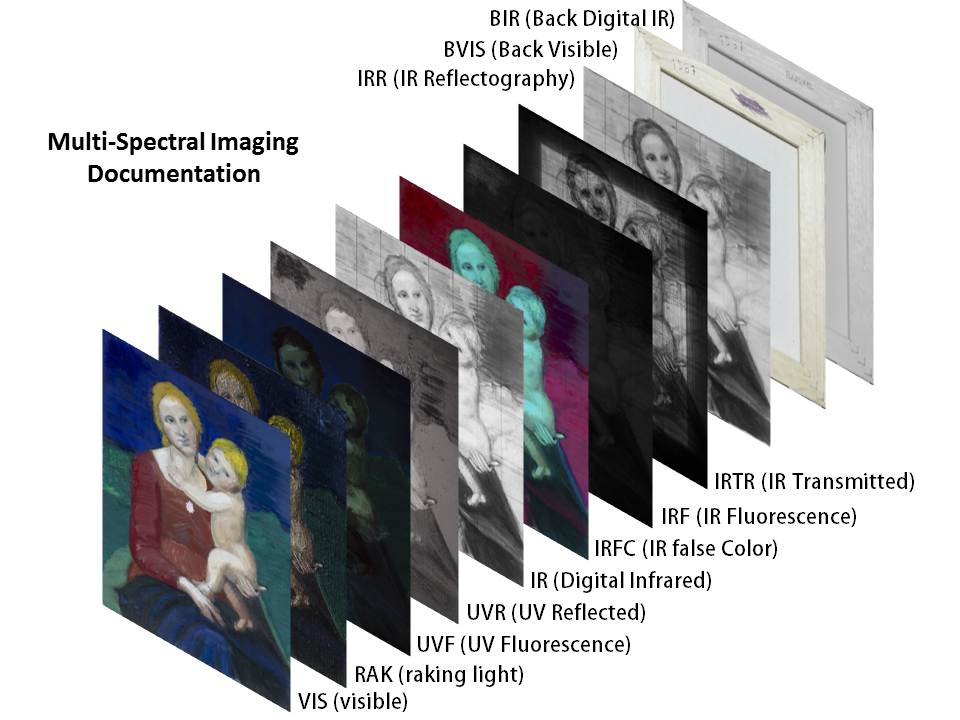 BIR (Back Digital IR)
BVIS (Back Visible)
IRR (IR Reflectography)
Multi-Spectral Imaging
Documentation
1507
1507
IRTR (IR Transmitted)
IRF (IR Fluorescence)
IRFC (IR false Color)
IR (Digital Infrared)
UVR (UV Reflected)
UVF (UV Fluorescence)
RAK (raking light)
VIS (visible)